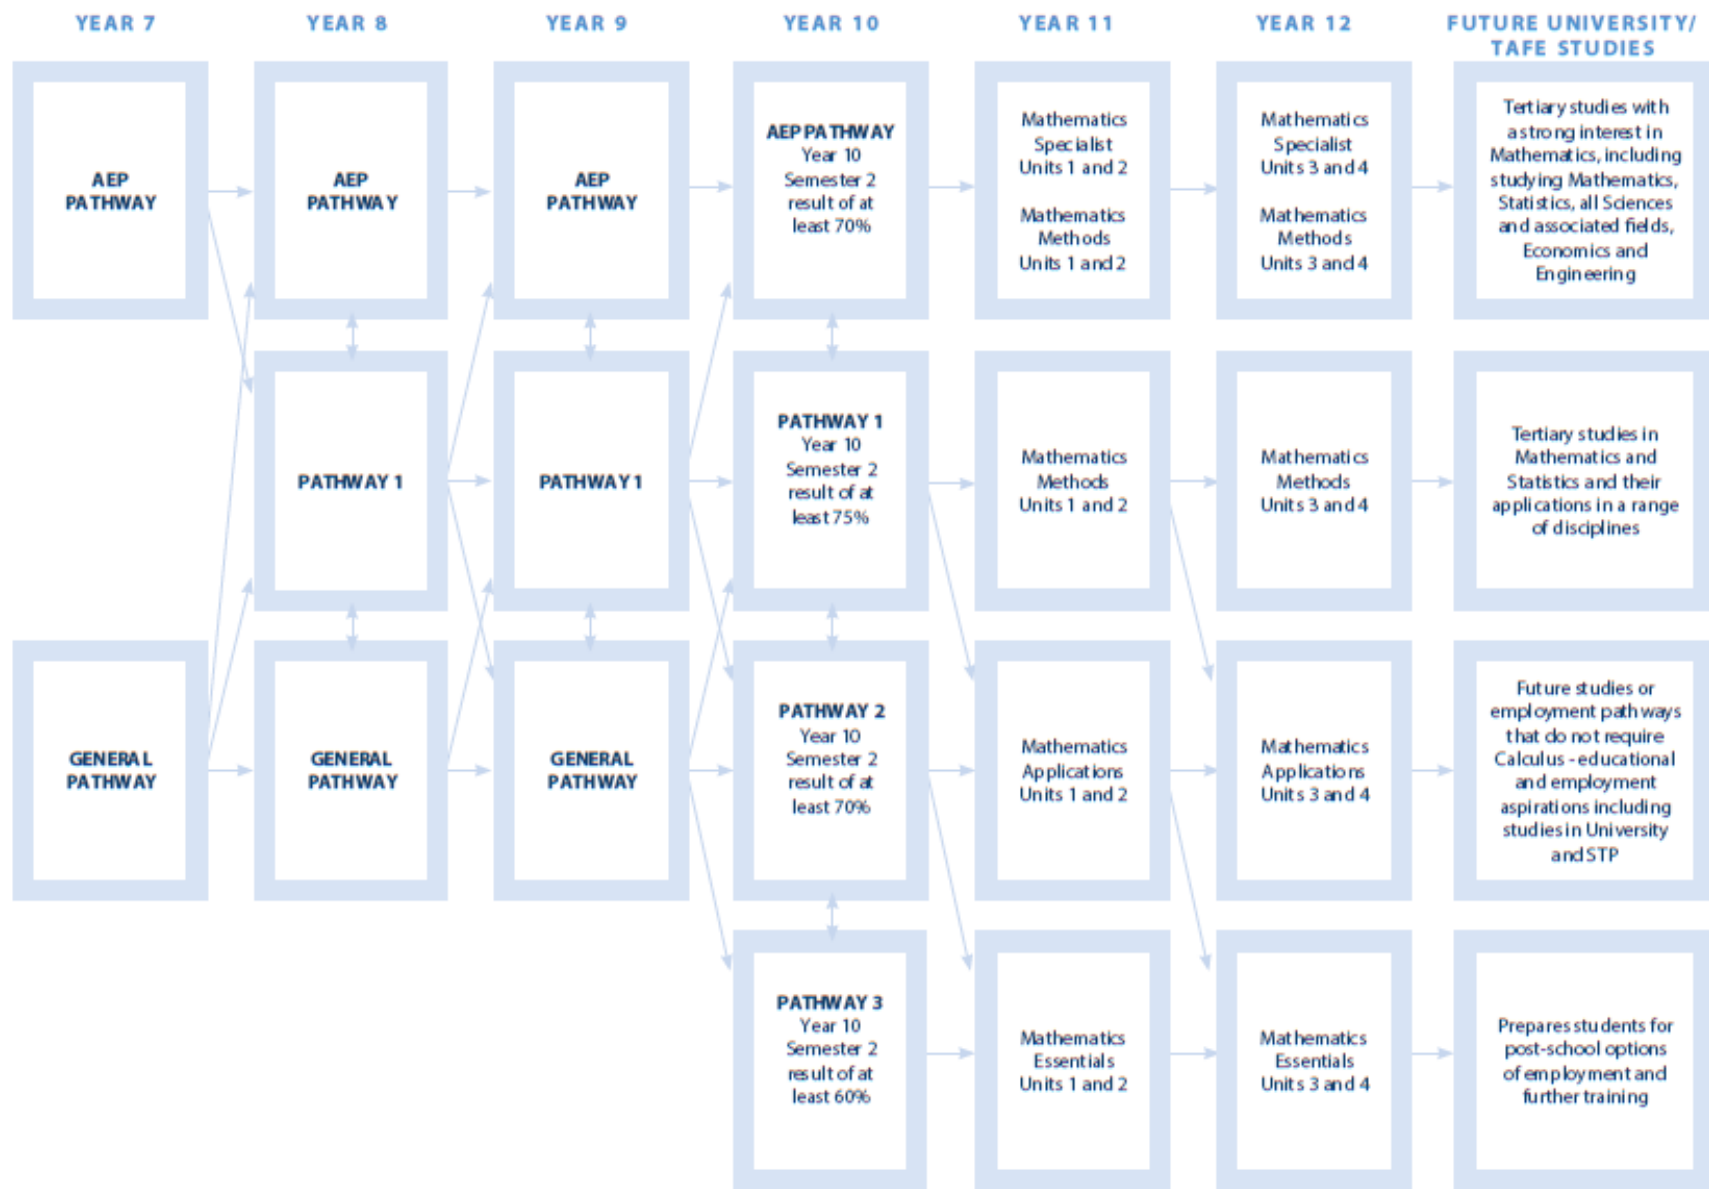 YEAR 7
YEAR 8
YEAR 9
YEAR 10
YEAR 11
YEAR 12
FUTURE UNIVERSITY/
TAFE STUDIES
AEP
PATHWAY
AEP
PATHWAY
AEP
PATHWAY
AEP PATHWAY
Year 10
Semester 2
result of at
least 70%
Mathematics
Specialist
Units 1 and 2
Mathematics
Methods
Units 1 and 2
Mathematics
Specialist
Units 3 and 4
Mathematics
Methods
Units 3 and 4
Tertiary studies with
a strong interest in
Mathematics, including
studying Mathematics,
Statistics, all Sciences
and associated fields,
Economics and
Engineering
PATHWAY 1
PATHWAY 1
PATHWAY 1
Year 10
Semester 2
result of at
least 75%
Mathematics
Methods
Units 1 and 2
Mathematics
Methods
Units 3 and 4
Tertiary studies in
Mathematics and
Statistics and their
applications in a range
of disciplines
GENERAL
PATHWAY
GENERAL
PATHWAY
GENERAL
PATHWAY
PATHWAY 2
Year 10
Semester 2
result of at
least 70%
Mathematics
Applications
Units 1 and 2
Mathematics
Applications
Units 3 and 4
Future studies or
employment pathways
that do not require
Calculus - educational
and employment
aspirations including
studies in University
and STP
PATHWAY 3
Year 10
Semester 2
result of at
least 60%
Mathematics
Essentials
Units 1 and 2
Mathematics
Essentials
Units 3 and 4
Prepares students for
post-school options
of employment and
further training